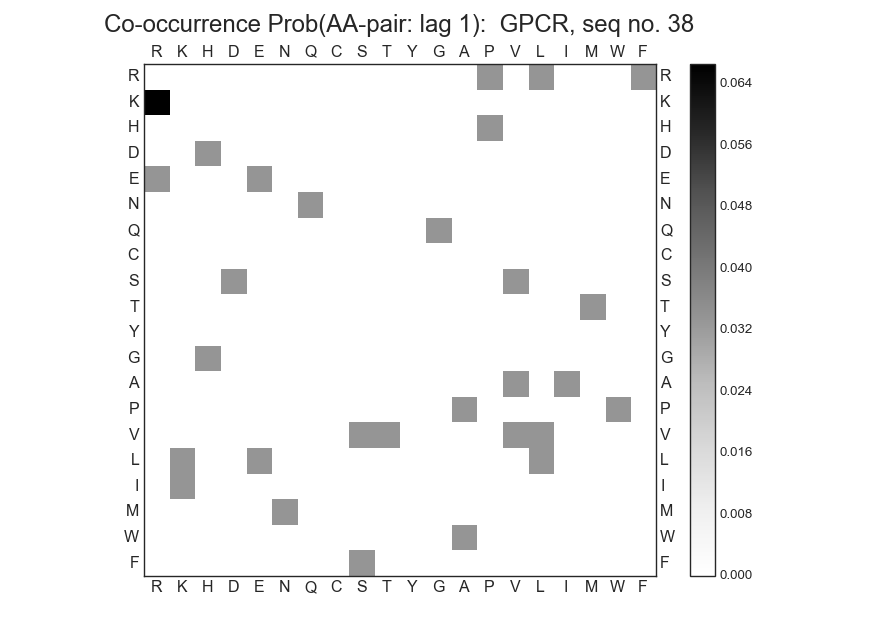 Co-occurrence Prob(AA-pair: lag 1):  GPCR, seq no. 38
R K H D E N Q C S T Y G A P V L I M W F
R R
K K
H H
D D
E E
N N
Q Q
C C
S S
T T
Y Y
G G
A A
P P
V V
L L
I I
M M
W W
F F
R K H D E N Q C S T Y G A P V L I M W F
0.064
0.056
0.048
0.040
0.032
0.024
0.016
0.008
0.000